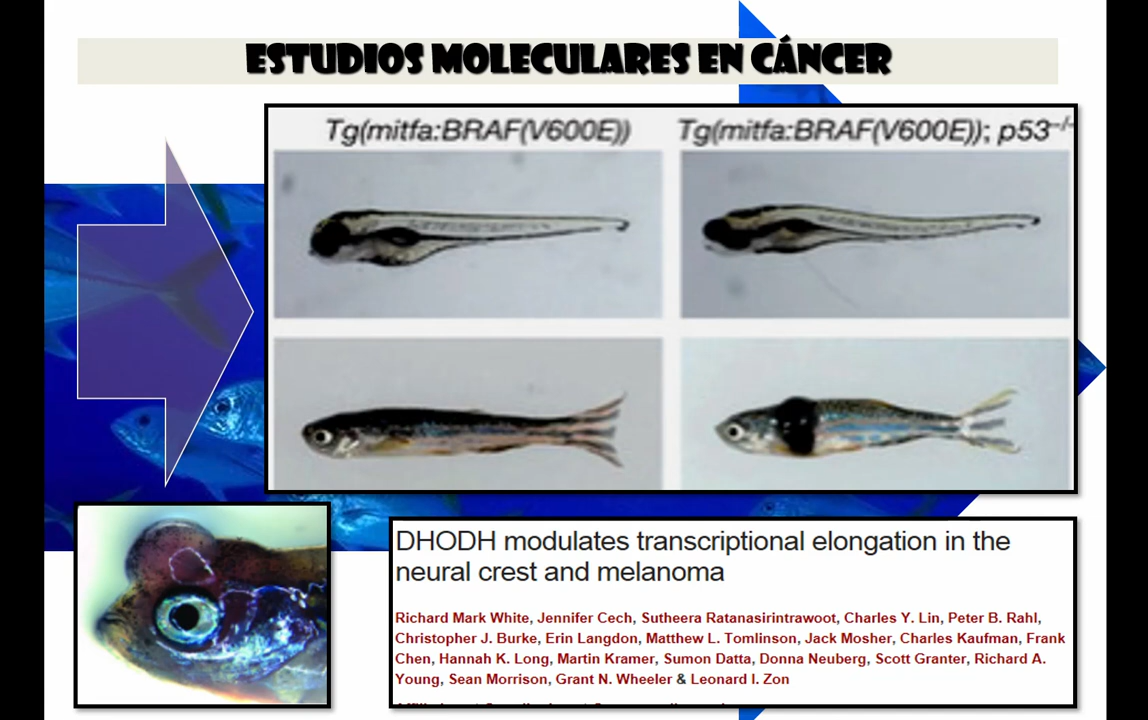 ESTUDIOS MOLECULARES EN CÁNCER
Tg(mitfa:BRAF(V600E))
Tg(mitfa:BRAF(V600E)); p53−/−
DHODH modulates transcriptional elongation in the
neural crest and melanoma
Richard Mark White, Jennifer Cech, Sutheera Ratanasirintrawoot, Charles Y. Lin, Peter B. Rahl,
Christopher J. Burke, Erin Langdon, Matthew L. Tomlinson, Jack Mosher, Charles Kaufman, Frank
Chen, Hannah K. Long, Martin Kramer, Sumon Datta, Donna Neuberg, Scott Granter, Richard A.
Young, Sean Morrison, Grant N. Wheeler & Leonard I. Zon